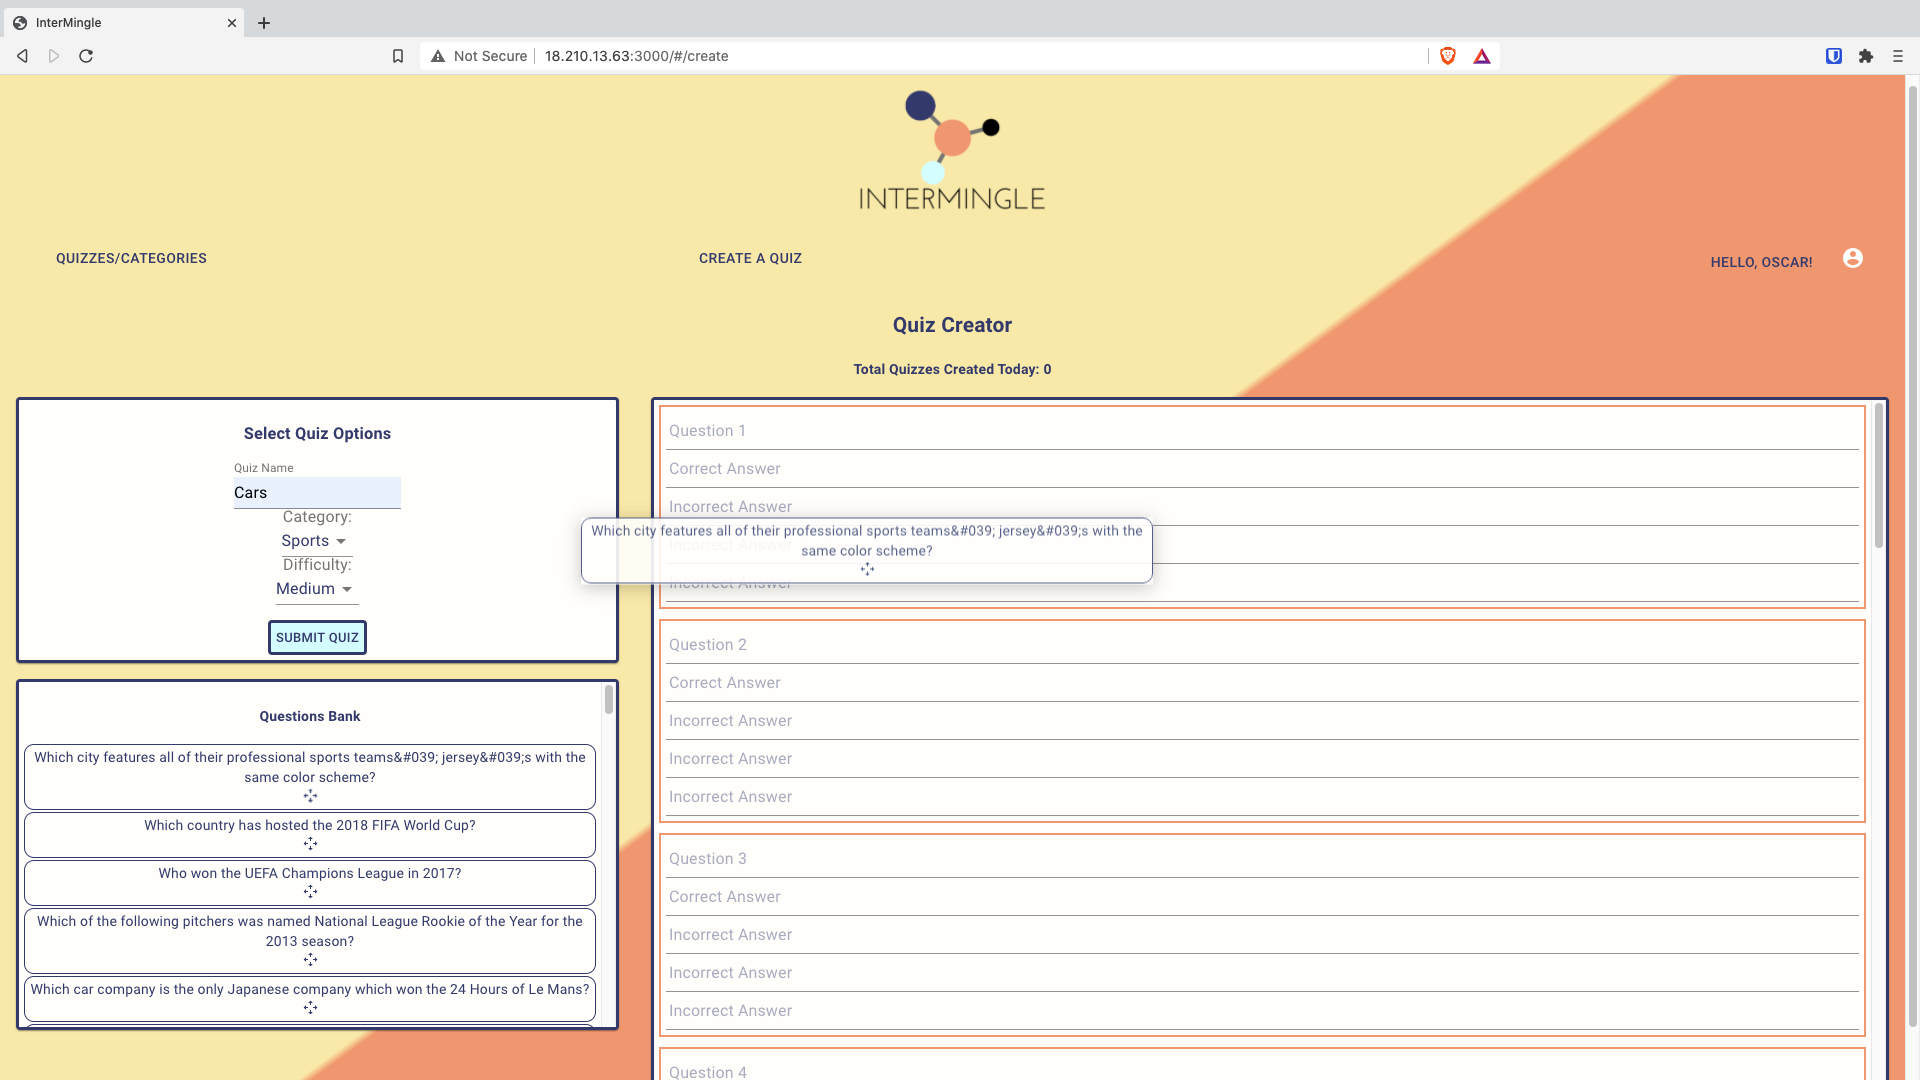 InterMingle
Not Secure
18.210.13.63:3000/#/create
INTERMINGLE
QUIZZES/CATEGORIES
CREATE A QUIZ
HELLO, OSCAR!
Quiz Creator
Total Quizzes Created Today: 0
Select Quiz Options
Quiz Name
Cars
Category:
Sports
Difficulty:
Medium
SUBMIT QUIZ
Questions Bank
Which city features all of their professional sports teams&#039; jersey&#039;s with the
same color scheme?
Which country has hosted the 2018 FIFA World Cup?
Who won the UEFA Champions League in 2017?
Which of the following pitchers was named National League Rookie of the Year for the
2013 season?
Which car company is the only Japanese company which won the 24 Hours of Le Mans?
Question 1
Correct Answer
Incorrect Answer
Which city features all of their professional sports teams&#039; jersey&#039;s with the
Incorrect Answer
same color scheme?
Incorrect Answer
Question 2
Correct Answer
Incorrect Answer
Incorrect Answer
Incorrect Answer
Question 3
Correct Answer
Incorrect Answer
Incorrect Answer
Incorrect Answer
Question 4